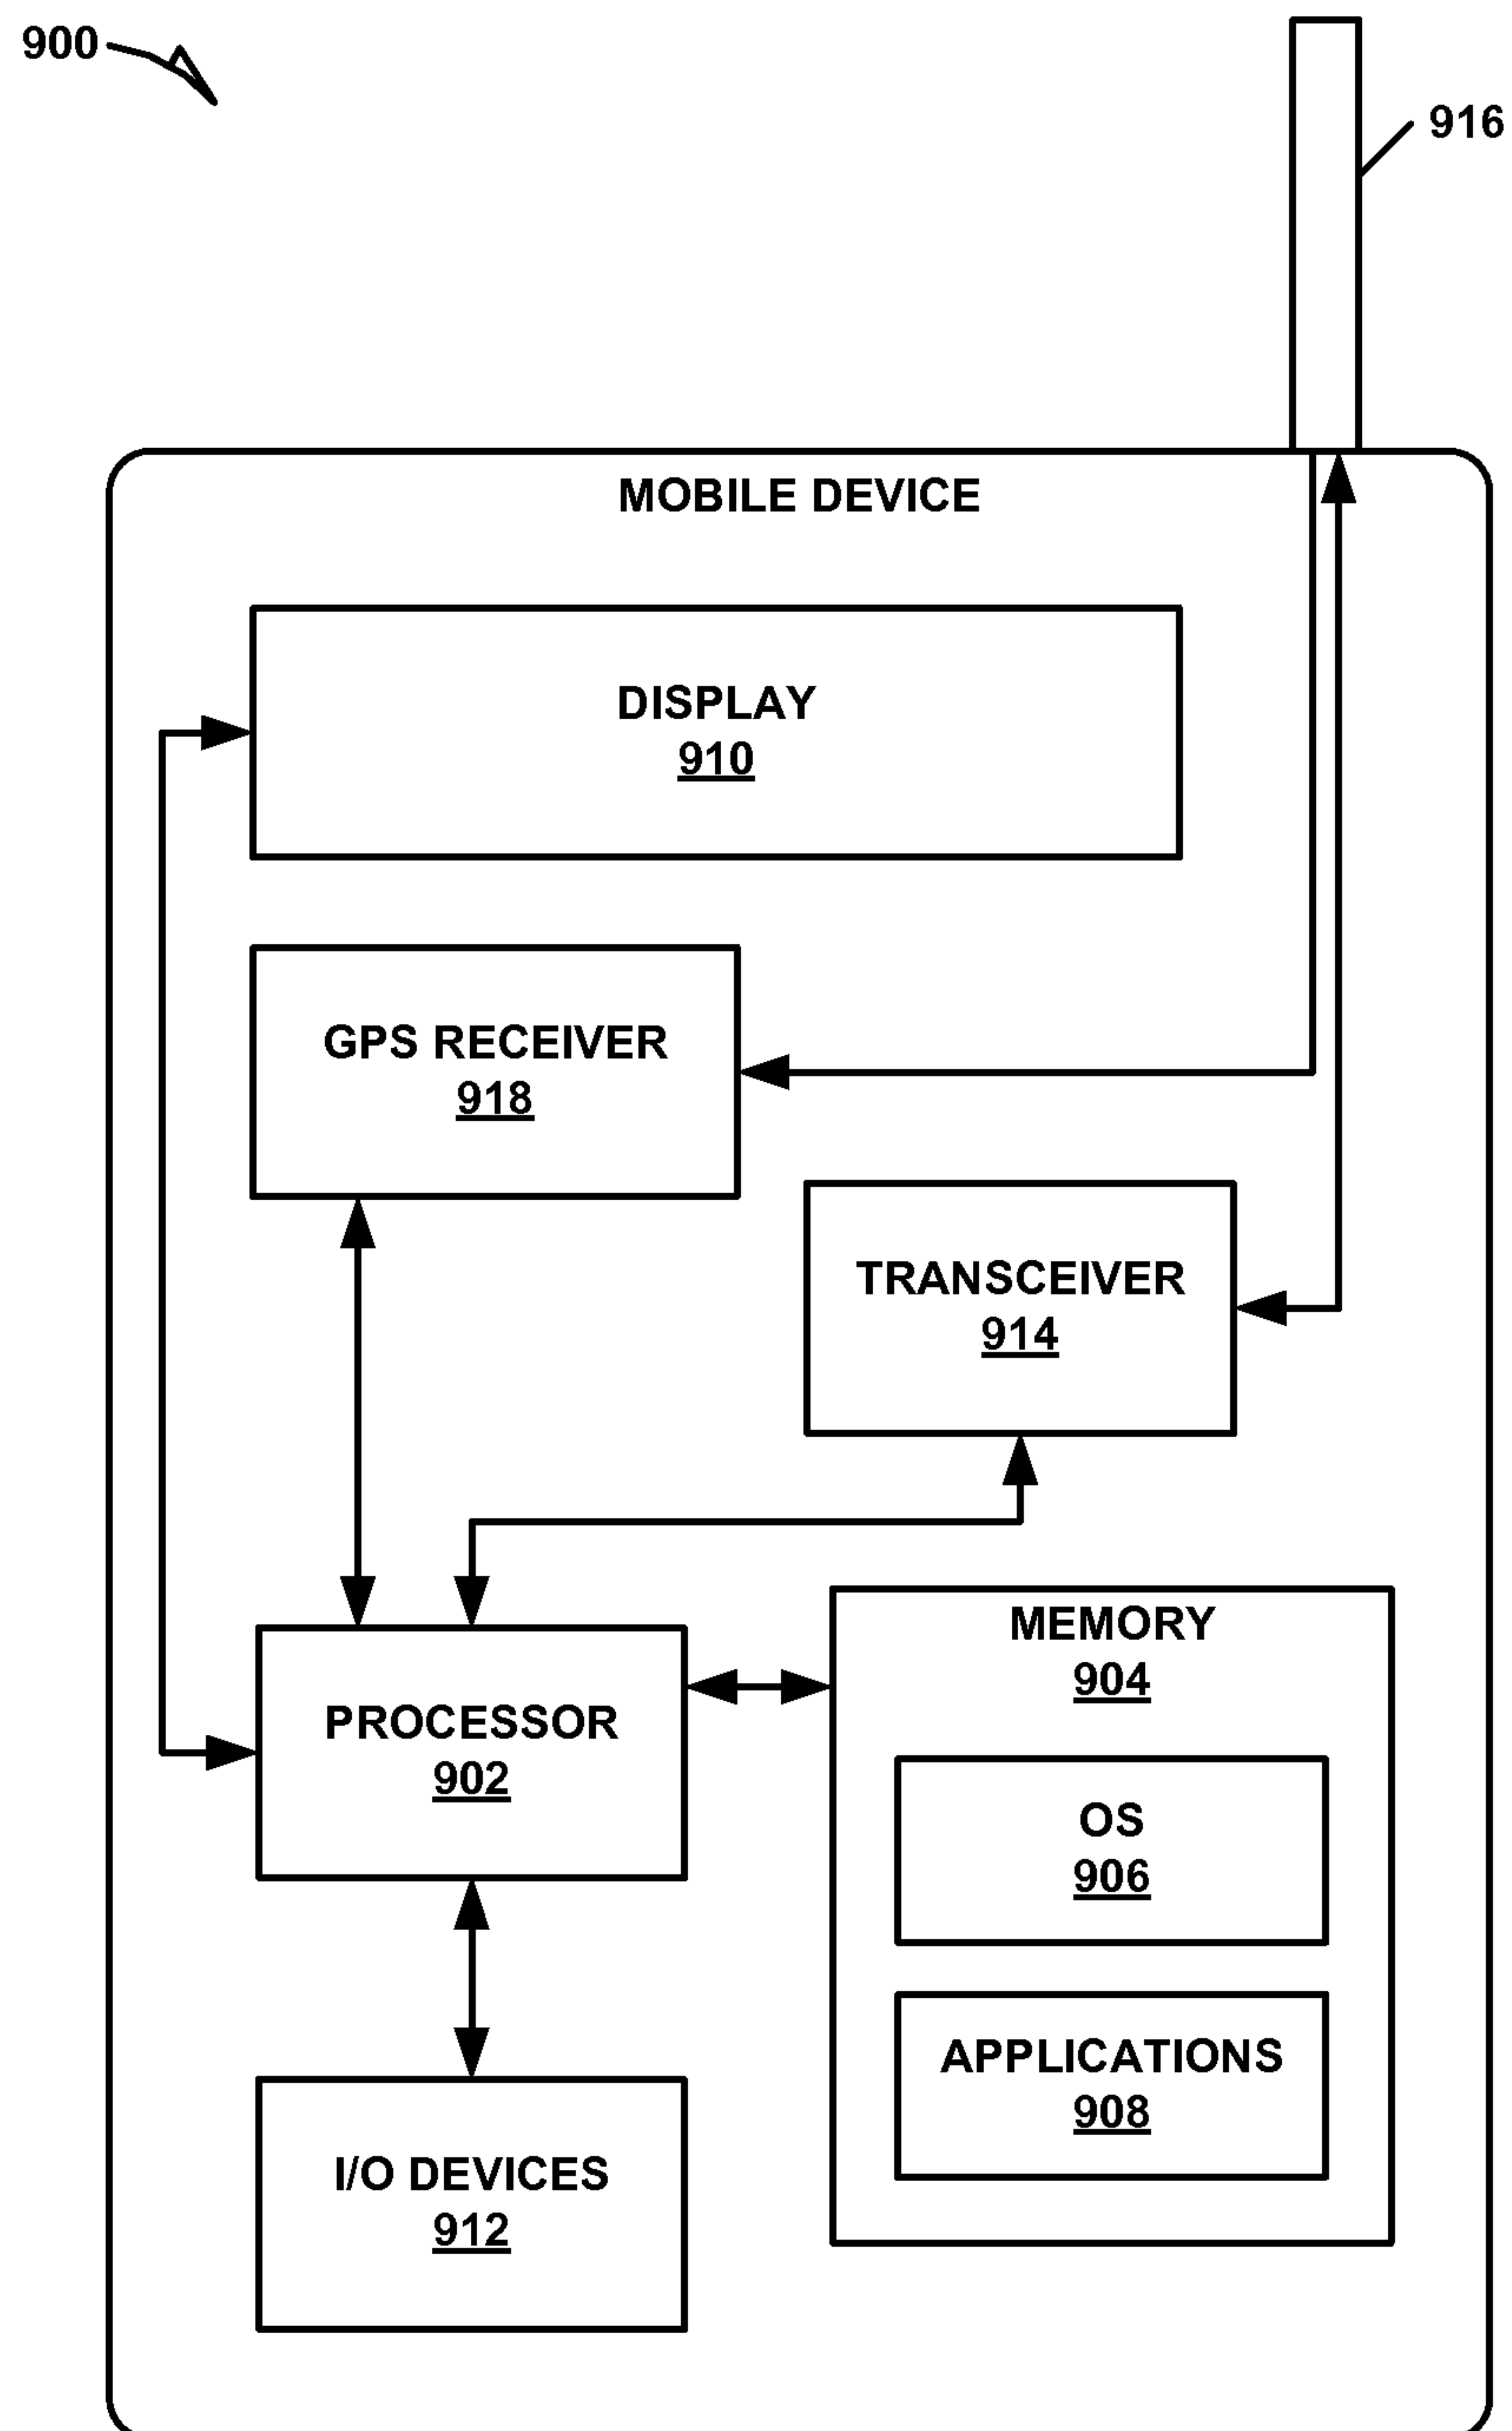 900
916
MOBILE DEVICE
DISPLAY
910
GPS RECEIVER
918
TRANSCEIVER
914
MEMORY
904
PROCESSOR
902
OS
906
APPLICATIONS
908
I/O DEVICES
912